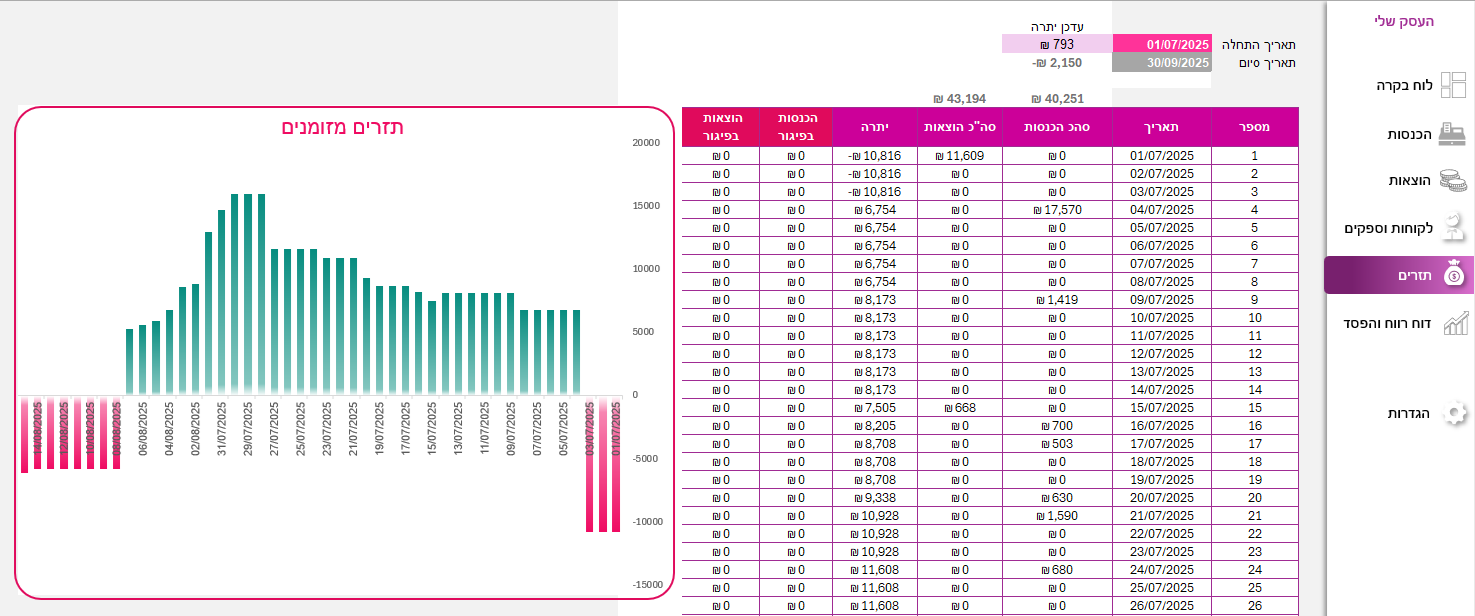 העסק שלי
לוח בקרה
הכנסות
הוצאות
לקוחות וספקים
תזרים
דוח רווח והפסד
הגדרות
עדכן יתרה
תאריך התחלה 01/07/2025 793 ₪
תאריך סיום 30/09/2025 -₪ 2,150
40,251 ₪ 43,194 ₪
מספר תאריך סהכ הכנסות סה"כ הוצאות יתרה הכנסות בפיגור הוצאות בפיגור
1 01/07/2025 0 ₪ 11,609 ₪ -₪ 10,816 0 ₪ 0 ₪
2 02/07/2025 0 ₪ 0 ₪ -₪ 10,816 0 ₪ 0 ₪
3 03/07/2025 0 ₪ 0 ₪ -₪ 10,816 0 ₪ 0 ₪
4 04/07/2025 17,570 ₪ 0 ₪ 6,754 ₪ 0 ₪ 0 ₪
5 05/07/2025 0 ₪ 0 ₪ 6,754 ₪ 0 ₪ 0 ₪
6 06/07/2025 0 ₪ 0 ₪ 6,754 ₪ 0 ₪ 0 ₪
7 07/07/2025 0 ₪ 0 ₪ 6,754 ₪ 0 ₪ 0 ₪
8 08/07/2025 0 ₪ 0 ₪ 6,754 ₪ 0 ₪ 0 ₪
9 09/07/2025 1,419 ₪ 0 ₪ 8,173 ₪ 0 ₪ 0 ₪
10 10/07/2025 0 ₪ 0 ₪ 8,173 ₪ 0 ₪ 0 ₪
11 11/07/2025 0 ₪ 0 ₪ 8,173 ₪ 0 ₪ 0 ₪
12 12/07/2025 0 ₪ 0 ₪ 8,173 ₪ 0 ₪ 0 ₪
13 13/07/2025 0 ₪ 0 ₪ 8,173 ₪ 0 ₪ 0 ₪
14 14/07/2025 0 ₪ 0 ₪ 8,173 ₪ 0 ₪ 0 ₪
15 15/07/2025 0 ₪ 668 ₪ 7,505 ₪ 0 ₪ 0 ₪
16 16/07/2025 700 ₪ 0 ₪ 8,205 ₪ 0 ₪ 0 ₪
17 17/07/2025 503 ₪ 0 ₪ 8,708 ₪ 0 ₪ 0 ₪
18 18/07/2025 0 ₪ 0 ₪ 8,708 ₪ 0 ₪ 0 ₪
19 19/07/2025 0 ₪ 0 ₪ 8,708 ₪ 0 ₪ 0 ₪
20 20/07/2025 630 ₪ 0 ₪ 9,338 ₪ 0 ₪ 0 ₪
21 21/07/2025 1,590 ₪ 0 ₪ 10,928 ₪ 0 ₪ 0 ₪
22 22/07/2025 0 ₪ 0 ₪ 10,928 ₪ 0 ₪ 0 ₪
23 23/07/2025 0 ₪ 0 ₪ 10,928 ₪ 0 ₪ 0 ₪
24 24/07/2025 680 ₪ 0 ₪ 11,608 ₪ 0 ₪ 0 ₪
25 25/07/2025 0 ₪ 0 ₪ 11,608 ₪ 0 ₪ 0 ₪
26 26/07/2025 0 ₪ 0 ₪ 11,608 ₪ 0 ₪ 0 ₪
תזרים מזומנים
20000
15000
10000
5000
0
-5000
-10000
-15000
01/07/2025
03/07/2025
05/07/2025
07/07/2025
09/07/2025
11/07/2025
13/07/2025
15/07/2025
17/07/2025
19/07/2025
21/07/2025
23/07/2025
25/07/2025
27/07/2025
29/07/2025
31/07/2025
02/08/2025
04/08/2025
06/08/2025
08/08/2025
10/08/2025
12/08/2025
14/08/2025